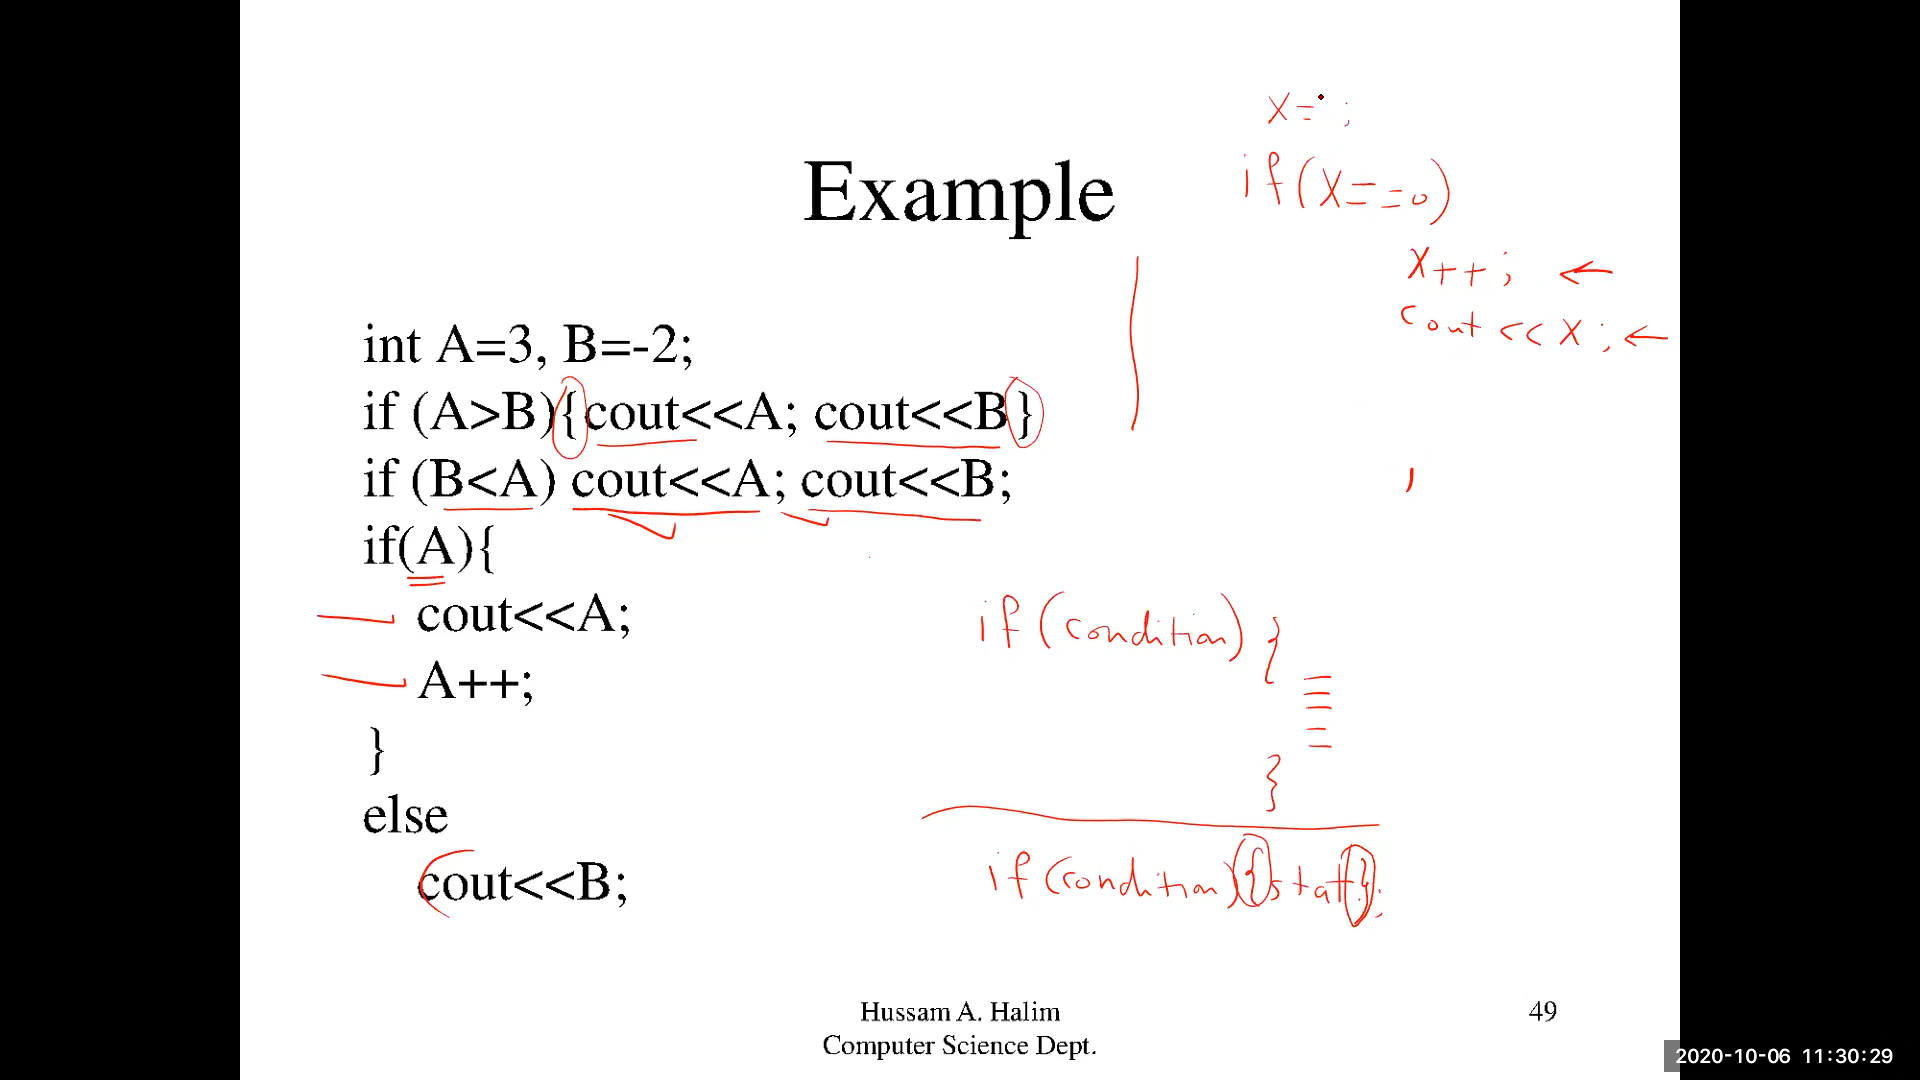 x= ;
if(x==0)
x++; ←
cout<<x; ←
Example
int A=3, B=-2;
if (A>B){cout<<A; cout<<B}
if (B<A) cout<<A; cout<<B;
if(A){
cout<<A;
A++;
}
else
cout<<B;
if (condition) {
}
if (condition) {stat};
Hussam A. Halim
Computer Science Dept.
49
2020-10-06 11:30:29